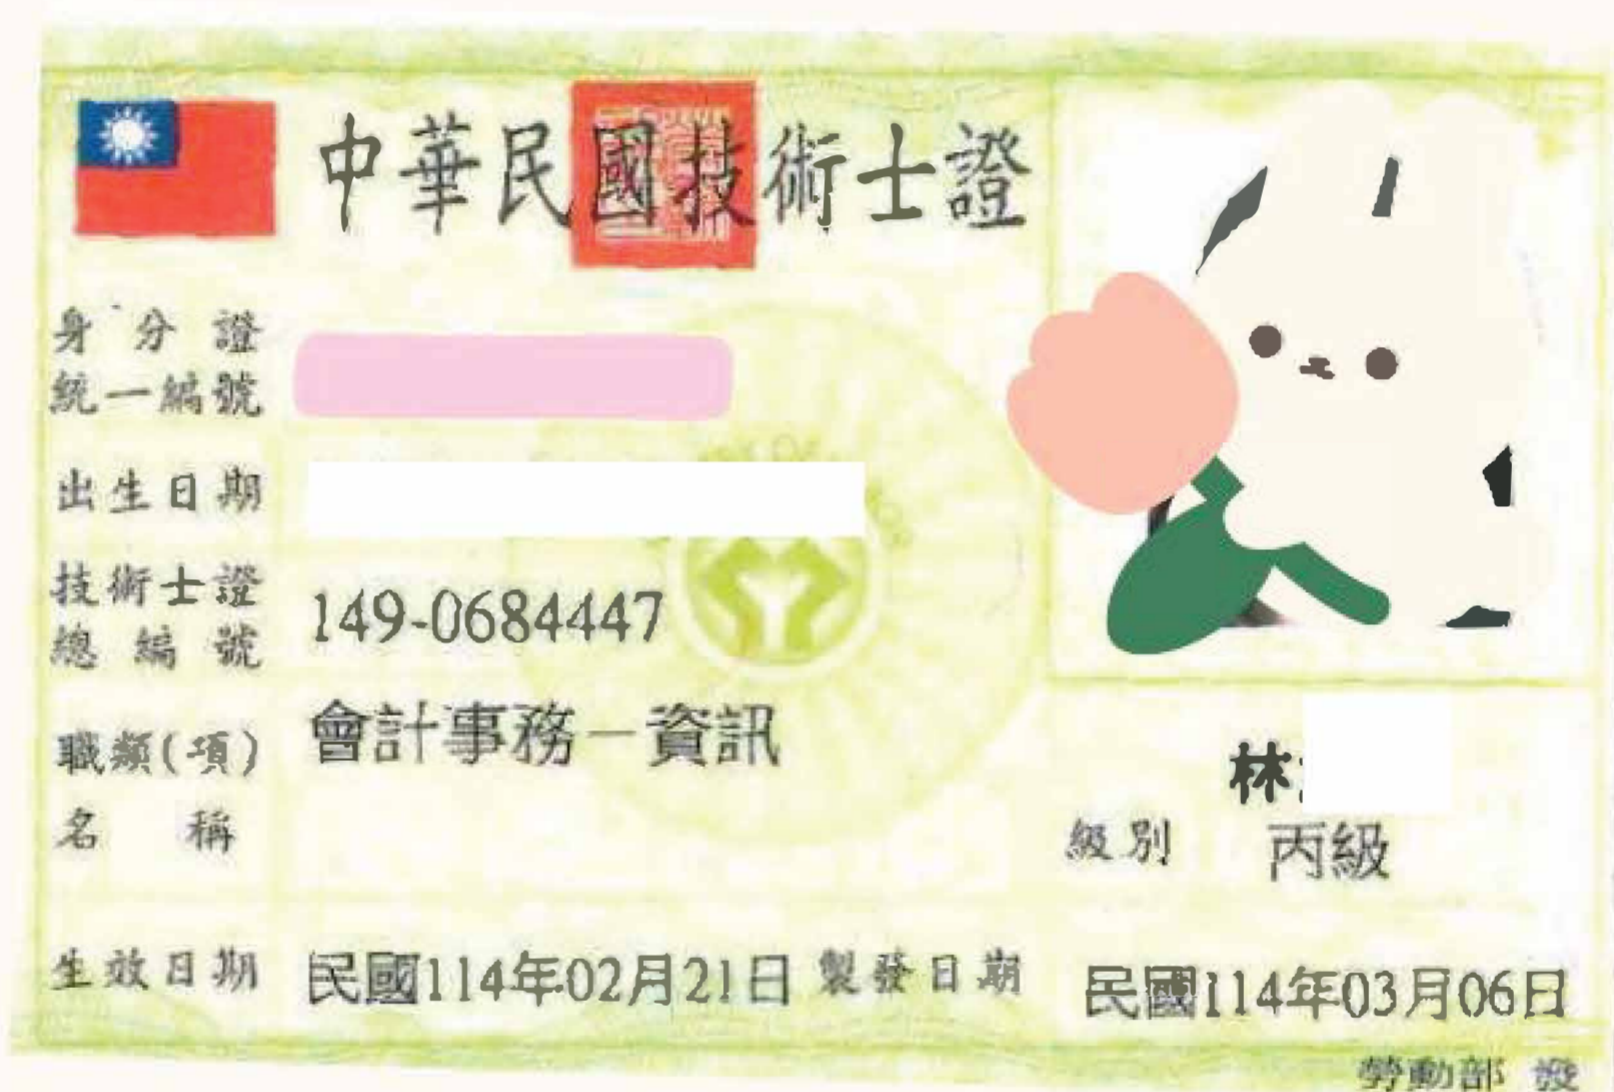 中華民國技術士證
身分證
統一編號
出生日期
技術士證
總編號
149-0684447
職類(項)
名稱
會計事務－資訊
林
級別 丙級
生效日期 民國114年02月21日 製發日期 民國114年03月06日
勞動部